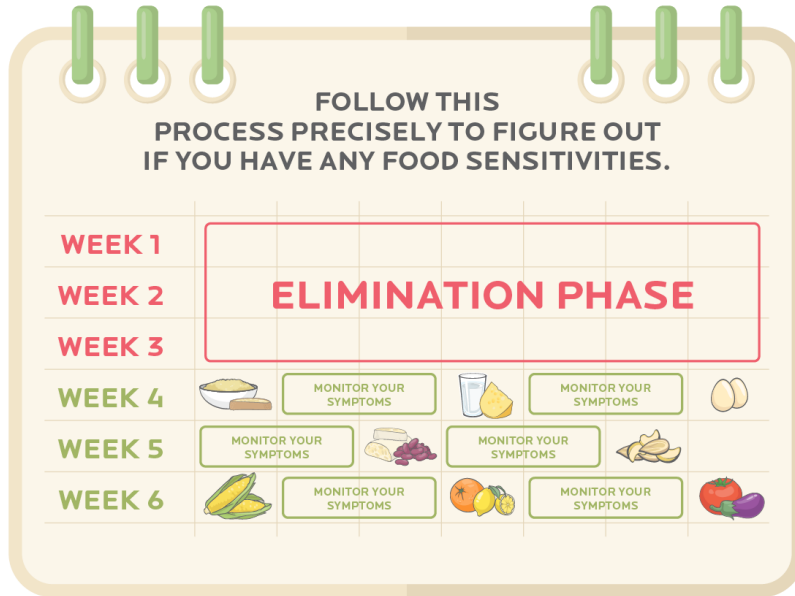 FOLLOW THIS
PROCESS PRECISELY TO FIGURE OUT
IF YOU HAVE ANY FOOD SENSITIVITIES.
WEEK 1
WEEK 2
WEEK 3
ELIMINATION PHASE
WEEK 4
MONITOR YOUR
SYMPTOMS
MONITOR YOUR
SYMPTOMS
WEEK 5
MONITOR YOUR
SYMPTOMS
MONITOR YOUR
SYMPTOMS
WEEK 6
MONITOR YOUR
SYMPTOMS
MONITOR YOUR
SYMPTOMS